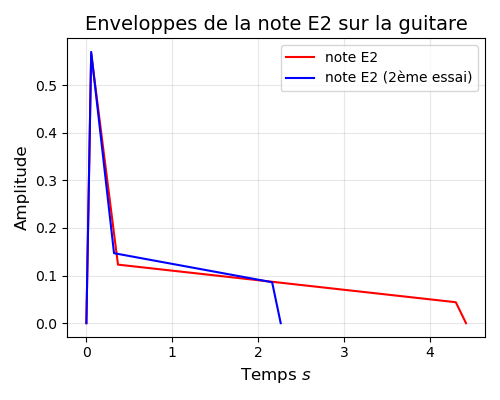 Enveloppes de la note E2 sur la guitare
note E2
note E2 (2ème essai)
Amplitude
0.5
0.4
0.3
0.2
0.1
0.0
0 1 2 3 4
Temps s